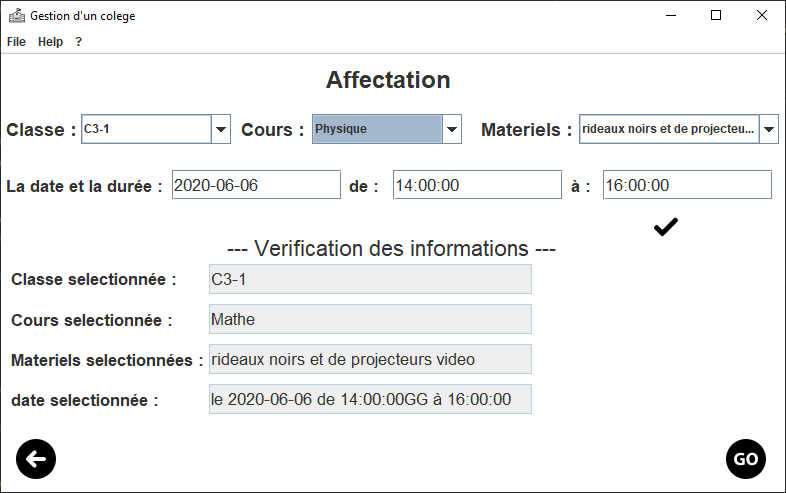 Gestion d'un colege
File Help ?
Affectation
Classe : C3-1 Cours : Physique Materiels : rideaux noirs et de projecteu...
La date et la durée : 2020-06-06 de : 14:00:00 à : 16:00:00
--- Verification des informations ---
Classe selectionnée : C3-1
Cours selectionnée : Mathe
Materiels selectionnées : rideaux noirs et de projecteurs video
date selectionnée : le 2020-06-06 de 14:00:00GG à 16:00:00
GO